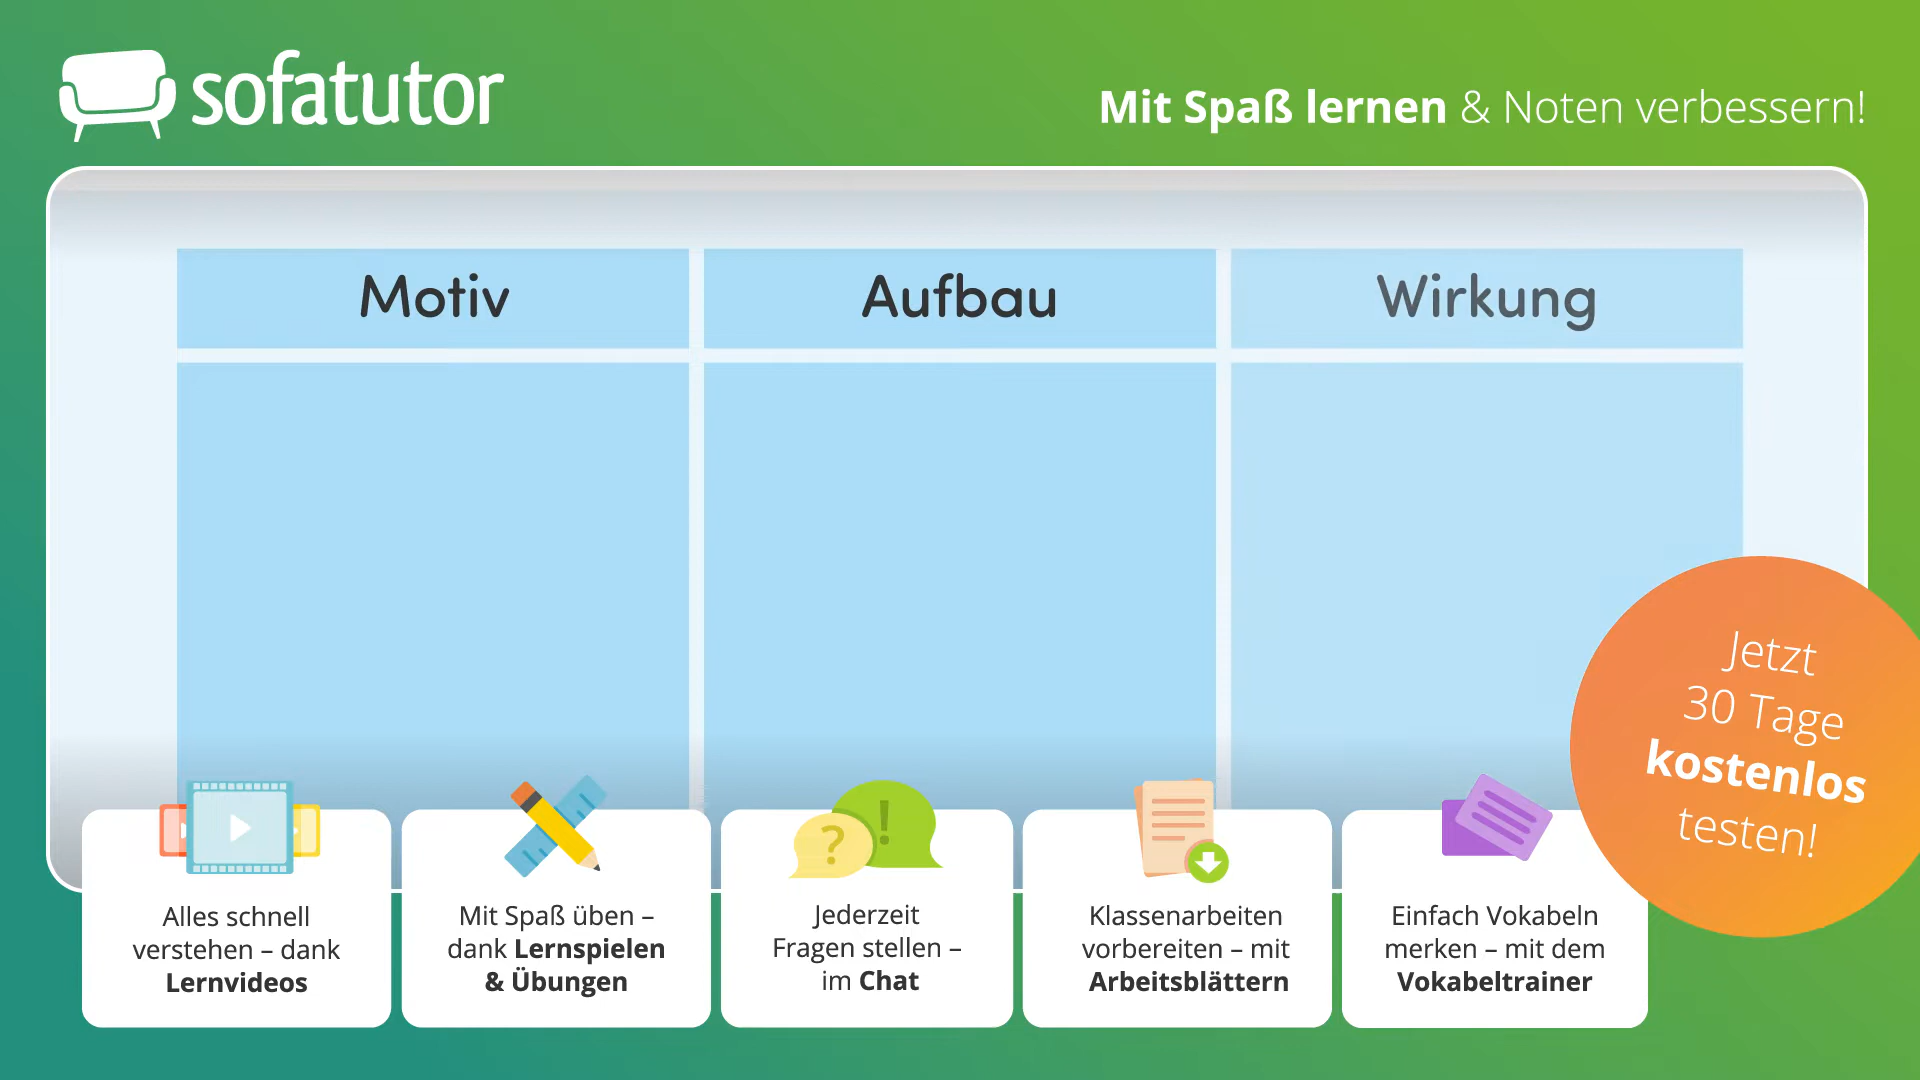 sofatutor
Mit Spaß lernen & Noten verbessern!
Motiv
Aufbau
Wirkung
Jetzt
30 Tage
kostenlos
testen!
Alles schnell
verstehen – dank
Lernvideos
Mit Spaß üben –
dank Lernspielen
& Übungen
?
!
Jederzeit
Fragen stellen –
im Chat
Klassenarbeiten
vorbereiten – mit
Arbeitsblättern
Einfach Vokabeln
merken – mit dem
Vokabeltrainer